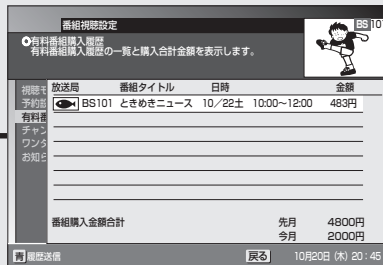 番組視聴設定
BS 10
有料番組購入履歴
有料番組購入履歴の一覧と購入合計金額を表示します。
視聴モ
予約設
有料番
チャン
ワンタ
お知ら
放送局 番組タイトル 日時 金額
BS101 ときめきニュース 10/22土 10:00~12:00 483円
番組購入金額合計 先月 4800円
今月 2000円
青 履歴送信 戻る 10月20日(木) 20:45